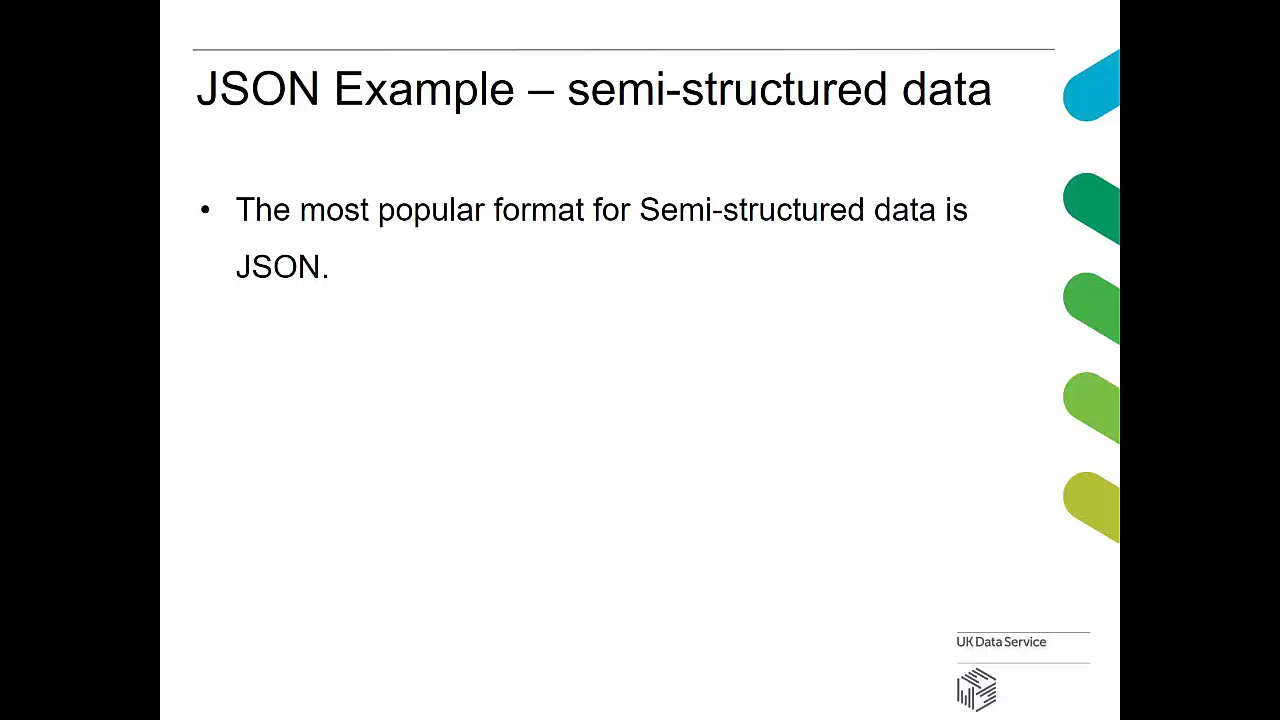 JSON Example – semi-structured data
• The most popular format for Semi-structured data is
JSON.
UK Data Service